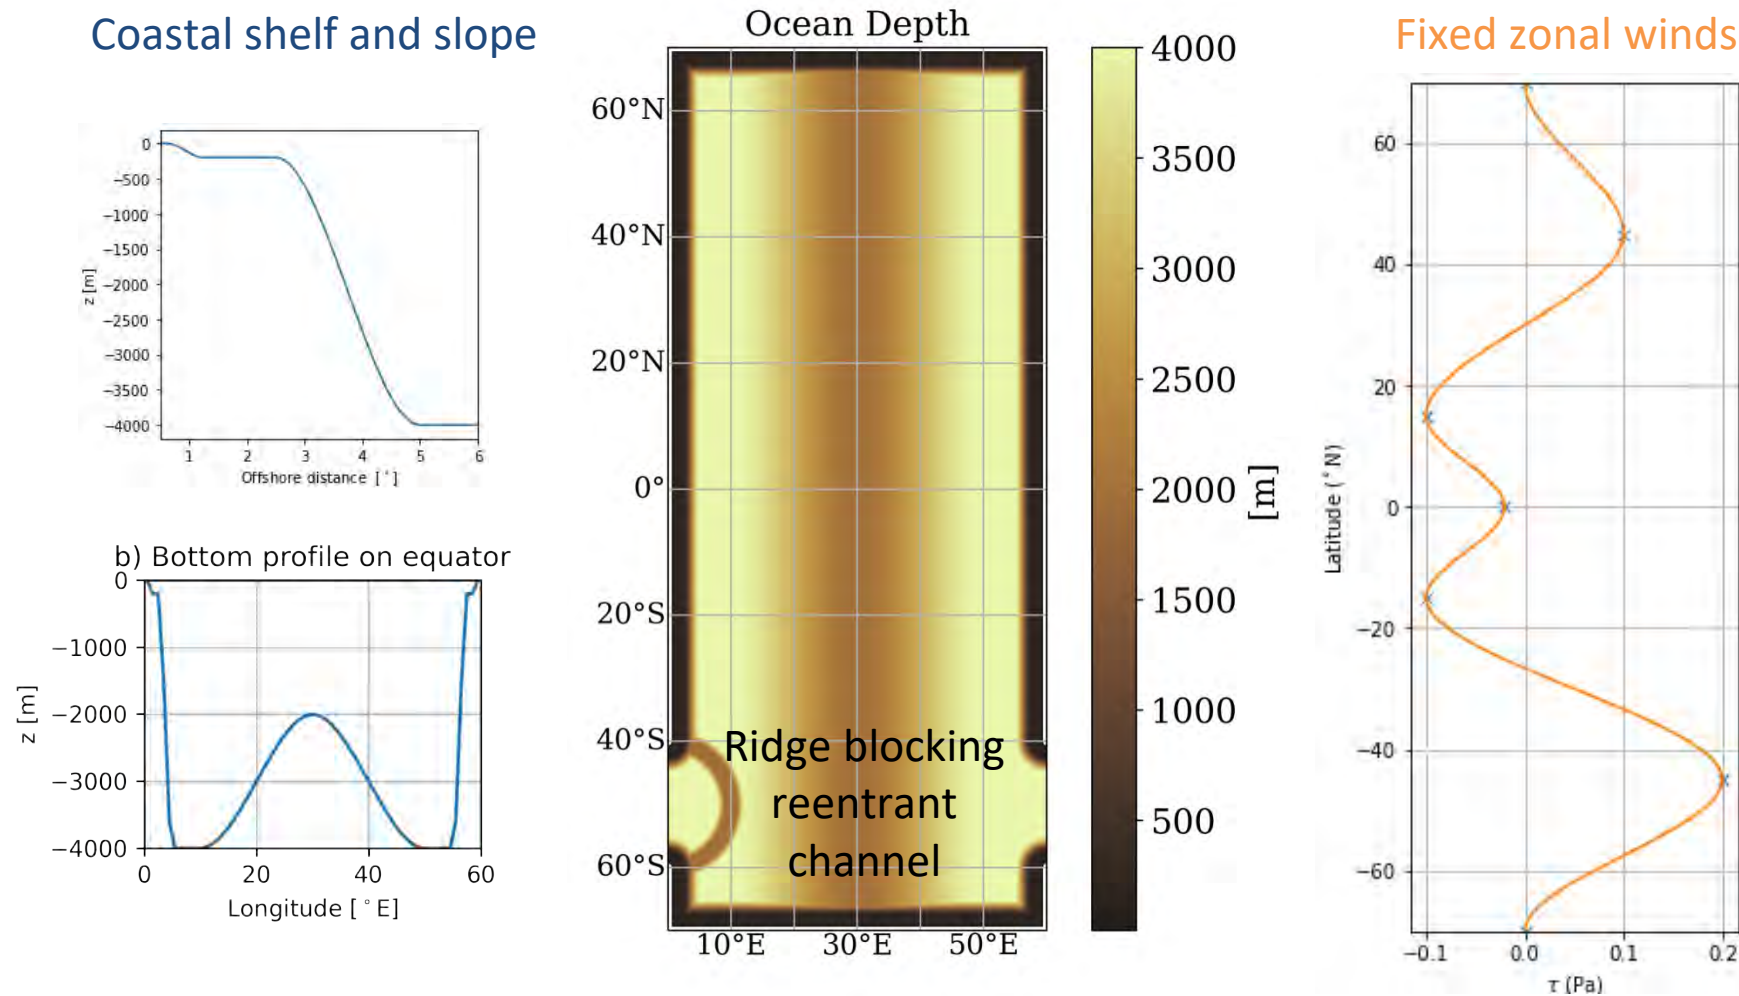 Coastal shelf and slope
0
−500
−1000
−1500
−2000
−2500
−3000
−3500
−4000
z [m]
1 2 3 4 5 6
Offshore distance [°]
b) Bottom profile on equator
0
−1000
−2000
−3000
−4000
z [m]
0 20 40 60
Longitude [°E]
Ocean Depth
60°N
40°N
20°N
0°
20°S
40°S
60°S
10°E 30°E 50°E
Ridge blocking
reentrant
channel
4000
3500
3000
2500
2000
1500
1000
500
[m]
Fixed zonal winds
60
40
20
0
−20
−40
−60
Latitude (°N)
−0.1 0.0 0.1 0.2
τ (Pa)